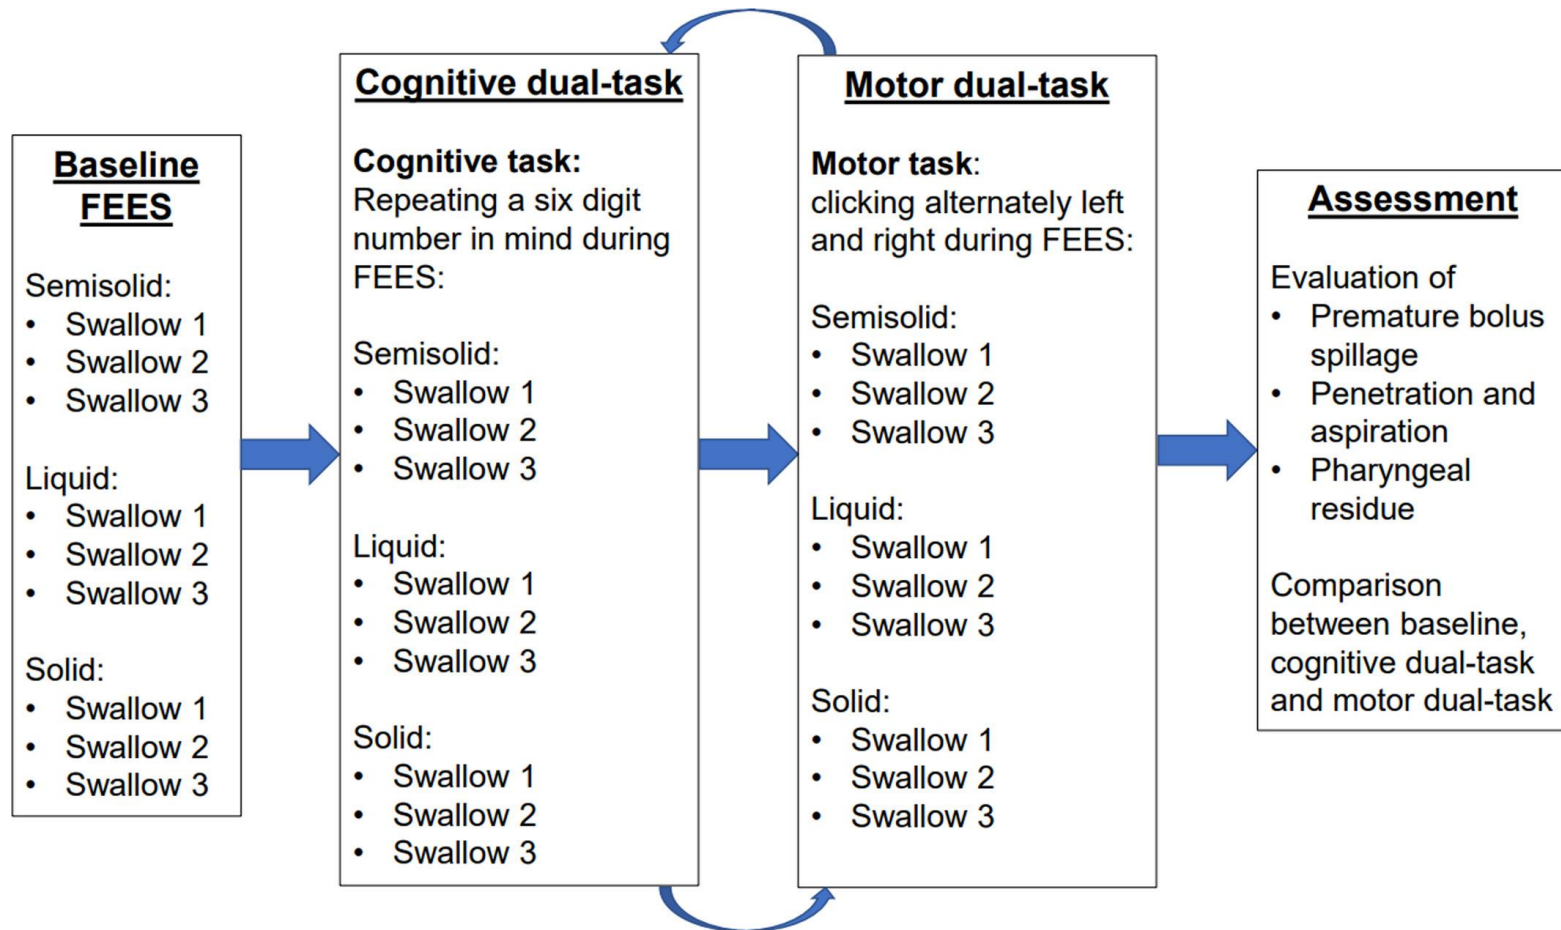 Baseline
FEES
Semisolid:
• Swallow 1
• Swallow 2
• Swallow 3
Liquid:
• Swallow 1
• Swallow 2
• Swallow 3
Solid:
• Swallow 1
• Swallow 2
• Swallow 3
Cognitive dual-task
Cognitive task:
Repeating a six digit
number in mind during
FEES:
Semisolid:
• Swallow 1
• Swallow 2
• Swallow 3
Liquid:
• Swallow 1
• Swallow 2
• Swallow 3
Solid:
• Swallow 1
• Swallow 2
• Swallow 3
Motor dual-task
Motor task:
clicking alternately left
and right during FEES:
Semisolid:
• Swallow 1
• Swallow 2
• Swallow 3
Liquid:
• Swallow 1
• Swallow 2
• Swallow 3
Solid:
• Swallow 1
• Swallow 2
• Swallow 3
Assessment
Evaluation of
• Premature bolus
spillage
• Penetration and
aspiration
• Pharyngeal
residue
Comparison
between baseline,
cognitive dual-task
and motor dual-task